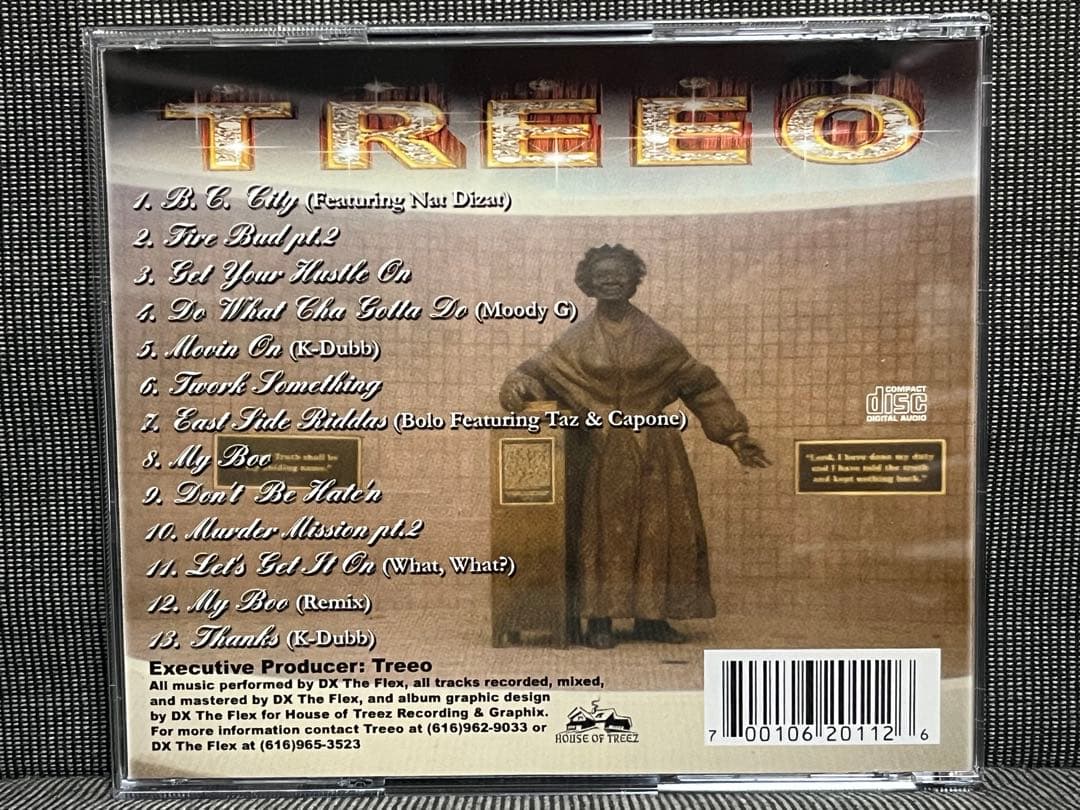 TREEO
1. B.C. City (Featuring Nat Dizat)
2. Fire Bud pt.2
3. Get Your Hustle On
4. Do What Cha Gotta Do (Moody G)
5. Movin On (K-Dubb)
6. Twork Something
7. East Side Riddas (Bolo Featuring Taz & Capone)
8. My Boo
9. Don't Be Hate'n
10. Murder Mission pt.2
11. Let's Get It On (What, What?)
12. My Boo (Remix)
13. Thanks (K-Dubb)
Truth shall be
abiding name."
"Lord, I have done my duty
and I have told the truth
and kept nothing back."
COMPACT
disc
DIGITAL AUDIO
Executive Producer: Treeo
All music performed by DX The Flex, all tracks recorded, mixed,
and mastered by DX The Flex, and album graphic design
by DX The Flex for House of Treez Recording & Graphix.
For more information contact Treeo at (616)962-9033 or
DX The Flex at (616)965-3523
HOUSE OF TREEZ
7 00106 20112 6